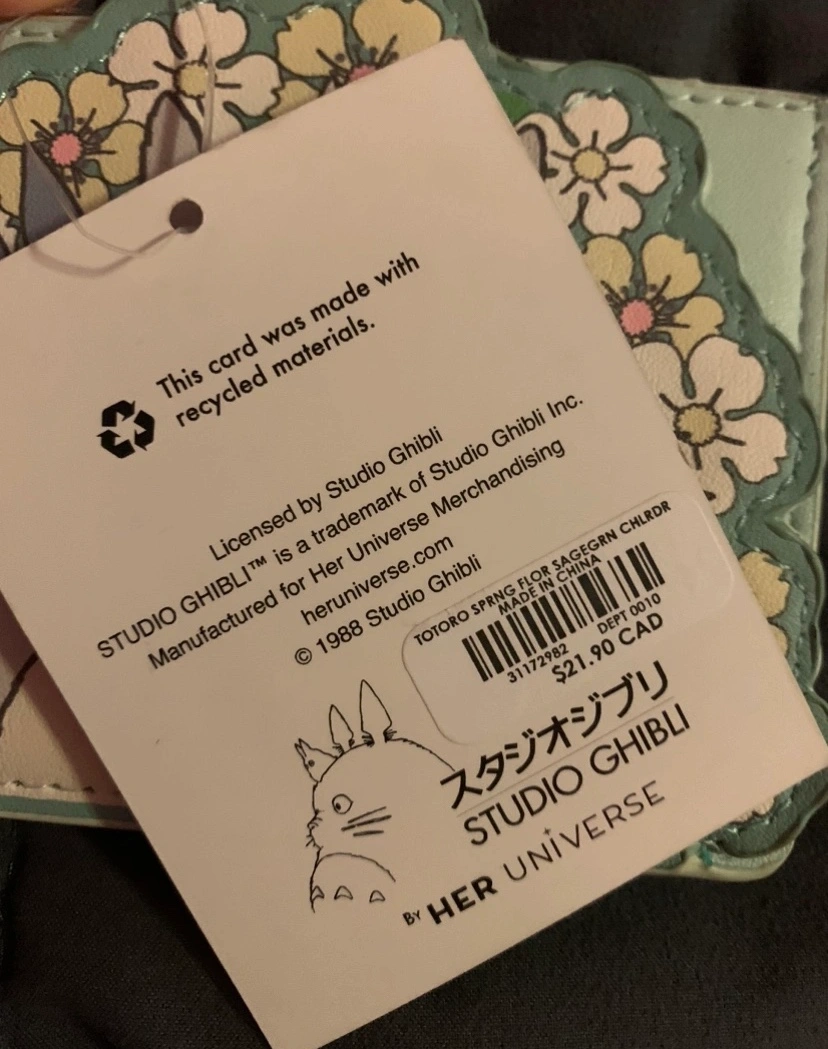 This card was made with
recycled materials.
Licensed by Studio Ghibli
STUDIO GHIBLI™ is a trademark of Studio Ghibli Inc.
Manufactured for Her Universe Merchandising
heruniverse.com
© 1988 Studio Ghibli
TOTORO SPRNG FLOR SAGEGRN CHLRDR
MADE IN CHINA
31172982 DEPT 0010
$21.90 CAD
スタジオジブリ
STUDIO GHIBLI
BY HER UNIVERSE